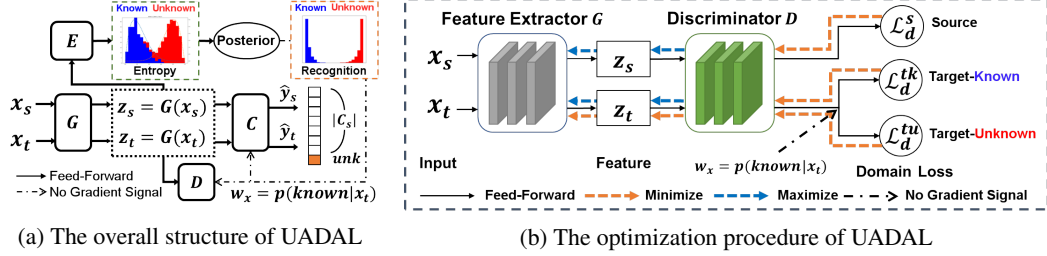 Known Unknown
Known Unknown
E
Posterior
Entropy
Recognition
x_s
x_t
G
z_s = G(x_s)
z_t = G(x_t)
C
ŷ_s
ŷ_t
|C_s|
unk
D
w_x = p(known|x_t)
Feed-Forward
No Gradient Signal
(a) The overall structure of UADAL
Feature Extractor G
Discriminator D
x_s
x_t
z_s
z_t
ℒ_d^s
Source
ℒ_d^{tk}
Target-Known
ℒ_d^{tu}
Target-Unknown
w_x = p(known|x_t)
Input
Feature
Domain Loss
Feed-Forward
Minimize
Maximize
No Gradient Signal
(b) The optimization procedure of UADAL